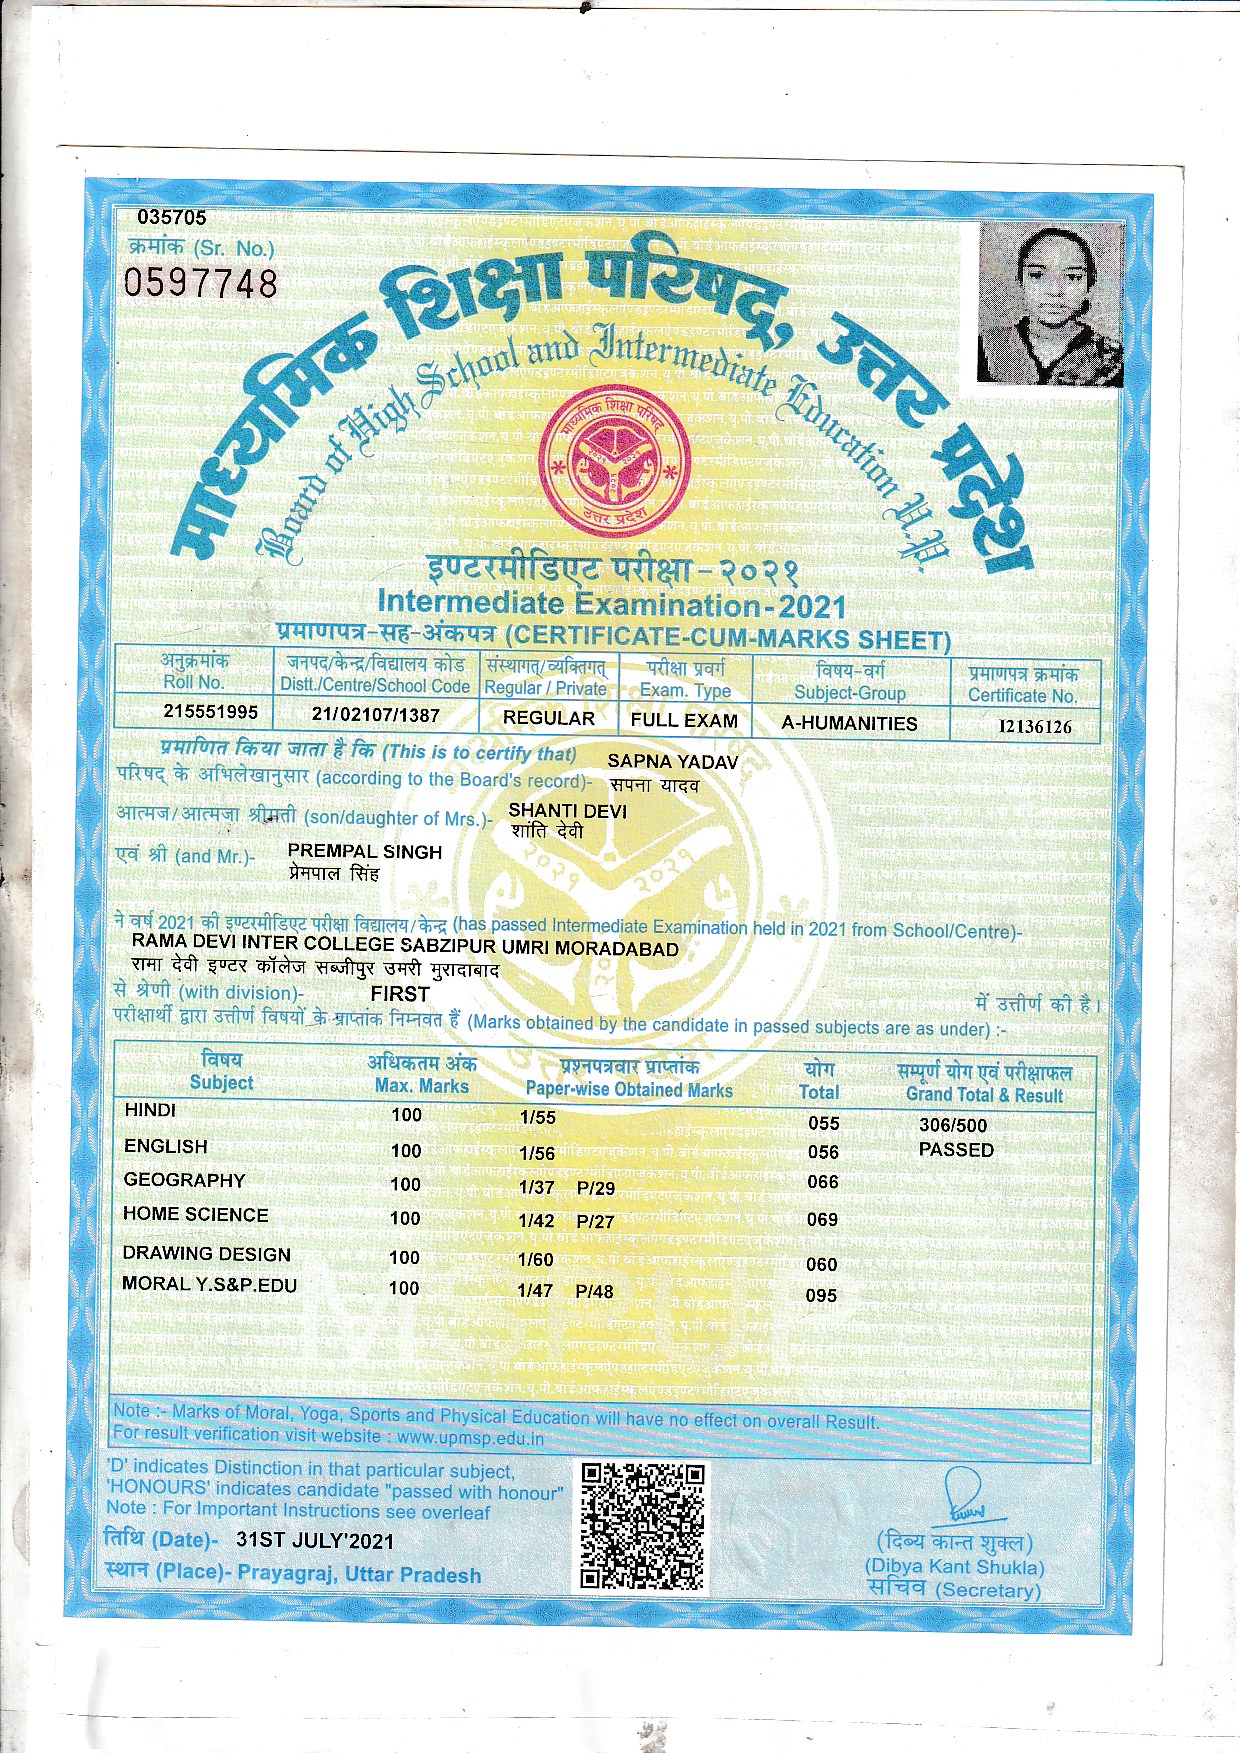 035705
क्रमांक (Sr. No.)
0597748
माध्यमिक शिक्षा परिषद्, उत्तर प्रदेश
Board of High School and Intermediate Education U.P.
माध्यमिक शिक्षा परिषद
उत्तर प्रदेश
इण्टरमीडिएट परीक्षा-२०२१
Intermediate Examination-2021
प्रमाणपत्र-सह-अंकपत्र (CERTIFICATE-CUM-MARKS SHEET)
अनुक्रमांक जनपद/केन्द्र/विद्यालय कोड संस्थागत/व्यक्तिगत् परीक्षा प्रवर्ग विषय-वर्ग प्रमाणपत्र क्रमांक
Roll No. Distt./Centre/School Code Regular / Private Exam. Type Subject-Group Certificate No.
215551995 21/02107/1387 REGULAR FULL EXAM A-HUMANITIES I2136126
प्रमाणित किया जाता है कि (This is to certify that) SAPNA YADAV
परिषद् के अभिलेखानुसार (according to the Board's record)- सपना यादव
आत्मज/आत्मजा श्रीमती (son/daughter of Mrs.)- SHANTI DEVI
शांति देवी
एवं श्री (and Mr.)- PREMPAL SINGH
प्रेमपाल सिंह
ने वर्ष 2021 की इण्टरमीडिएट परीक्षा विद्यालय/केन्द्र (has passed Intermediate Examination held in 2021 from School/Centre)-
RAMA DEVI INTER COLLEGE SABZIPUR UMRI MORADABAD
रामा देवी इण्टर कॉलेज सब्जीपुर उमरी मुरादाबाद
से श्रेणी (with division)- FIRST में उत्तीर्ण की है।
परीक्षार्थी द्वारा उत्तीर्ण विषयों के प्राप्तांक निम्नवत हैं (Marks obtained by the candidate in passed subjects are as under) :-
विषय अधिकतम अंक प्रश्नपत्रवार प्राप्तांक योग सम्पूर्ण योग एवं परीक्षाफल
Subject Max. Marks Paper-wise Obtained Marks Total Grand Total & Result
HINDI 100 1/55 055 306/500
ENGLISH 100 1/56 056 PASSED
GEOGRAPHY 100 1/37 P/29 066
HOME SCIENCE 100 1/42 P/27 069
DRAWING DESIGN 100 1/60 060
MORAL Y.S&P.EDU 100 1/47 P/48 095
Note :- Marks of Moral, Yoga, Sports and Physical Education will have no effect on overall Result.
For result verification visit website : www.upmsp.edu.in
'D' indicates Distinction in that particular subject,
'HONOURS' indicates candidate "passed with honour"
Note : For Important Instructions see overleaf
तिथि (Date)- 31ST JULY'2021
स्थान (Place)- Prayagraj, Uttar Pradesh
(दिव्य कान्त शुक्ल)
(Dibya Kant Shukla)
सचिव (Secretary)